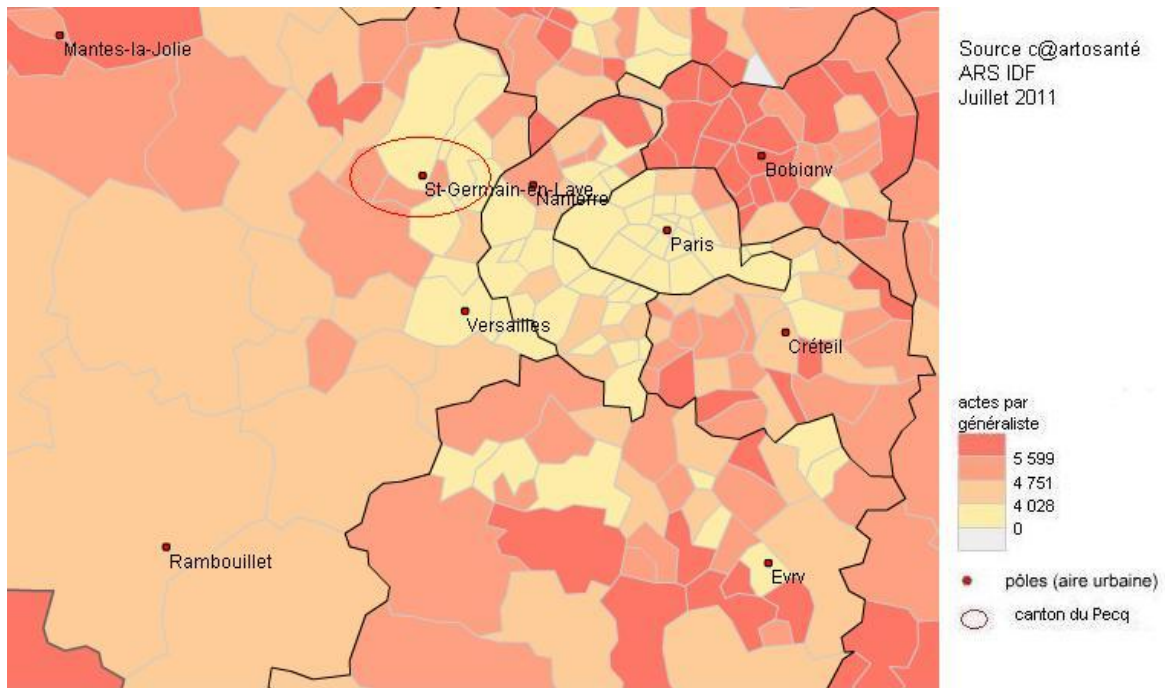 Mantes-la-Jolie
Source c@artosanté
ARS IDF
Juillet 2011
Bobigny
St-Germain-en-Laye
Nanterre
Paris
Versailles
Créteil
actes par
généraliste
5 599
4 751
4 028
0
Rambouillet
Evry
pôles (aire urbaine)
canton du Pecq